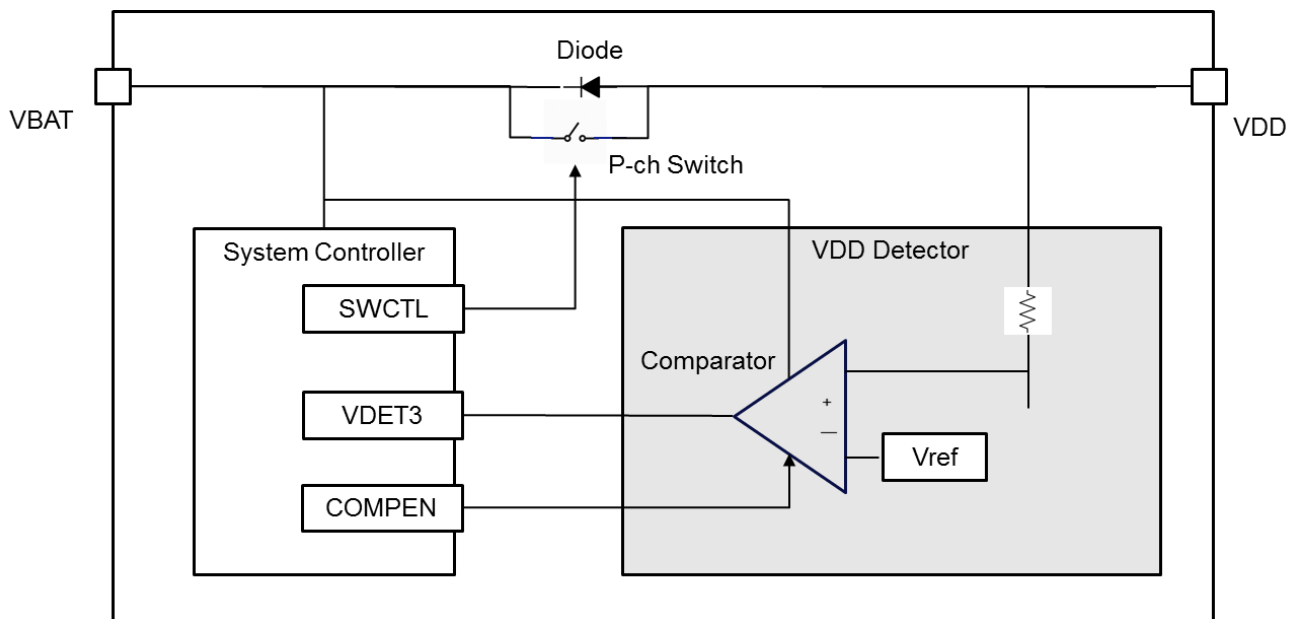 Diode
VBAT
VDD
P-ch Switch
System Controller
VDD Detector
SWCTL
Comparator
VDET3
+
—
Vref
COMPEN